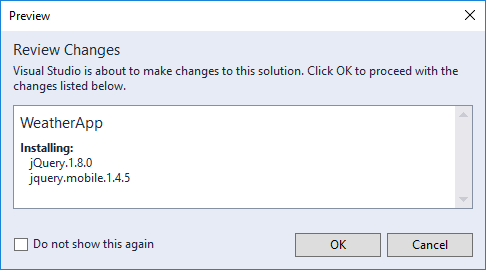 Preview
Review Changes
Visual Studio is about to make changes to this solution. Click OK to proceed with the
changes listed below.
WeatherApp
Installing:
jQuery.1.8.0
jquery.mobile.1.4.5
Do not show this again
OK
Cancel